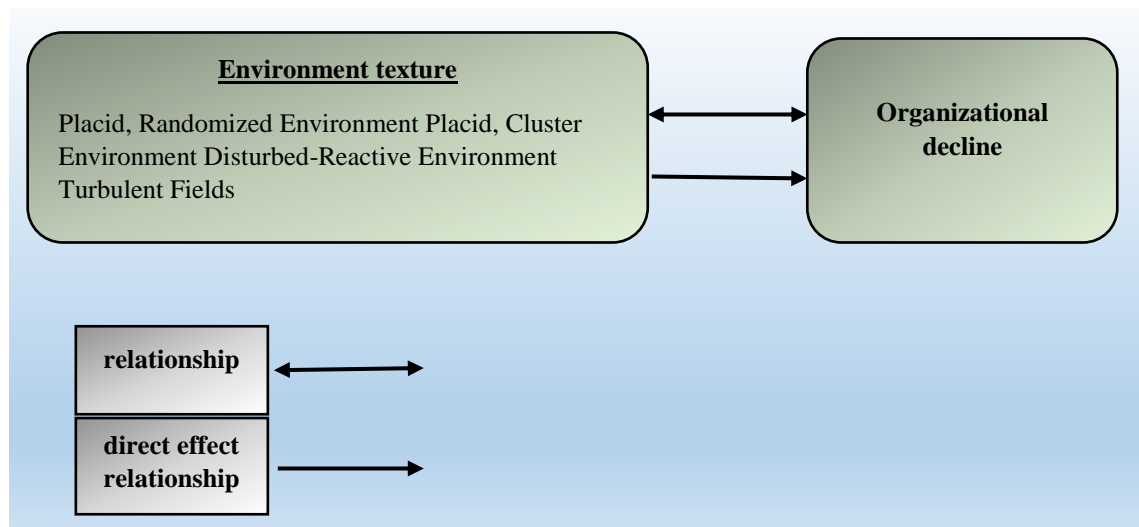 Environment texture
Placid, Randomized Environment Placid, Cluster
Environment Disturbed-Reactive Environment
Turbulent Fields
Organizational
decline
relationship
direct effect
relationship